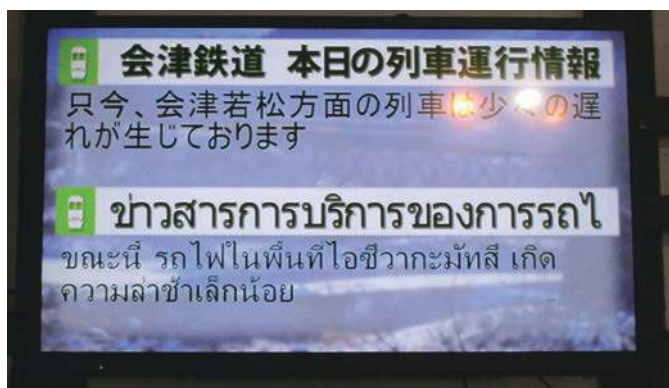 会津鉄道 本日の列車運行情報
只今、会津若松方面の列車は少々の遅
れが生じております
ข่าวสารการบริการของการรถไ
ขณะนี้ รถไฟในพื้นที่ไอซึวากะมัทสึ เกิด
ความล่าช้าเล็กน้อย